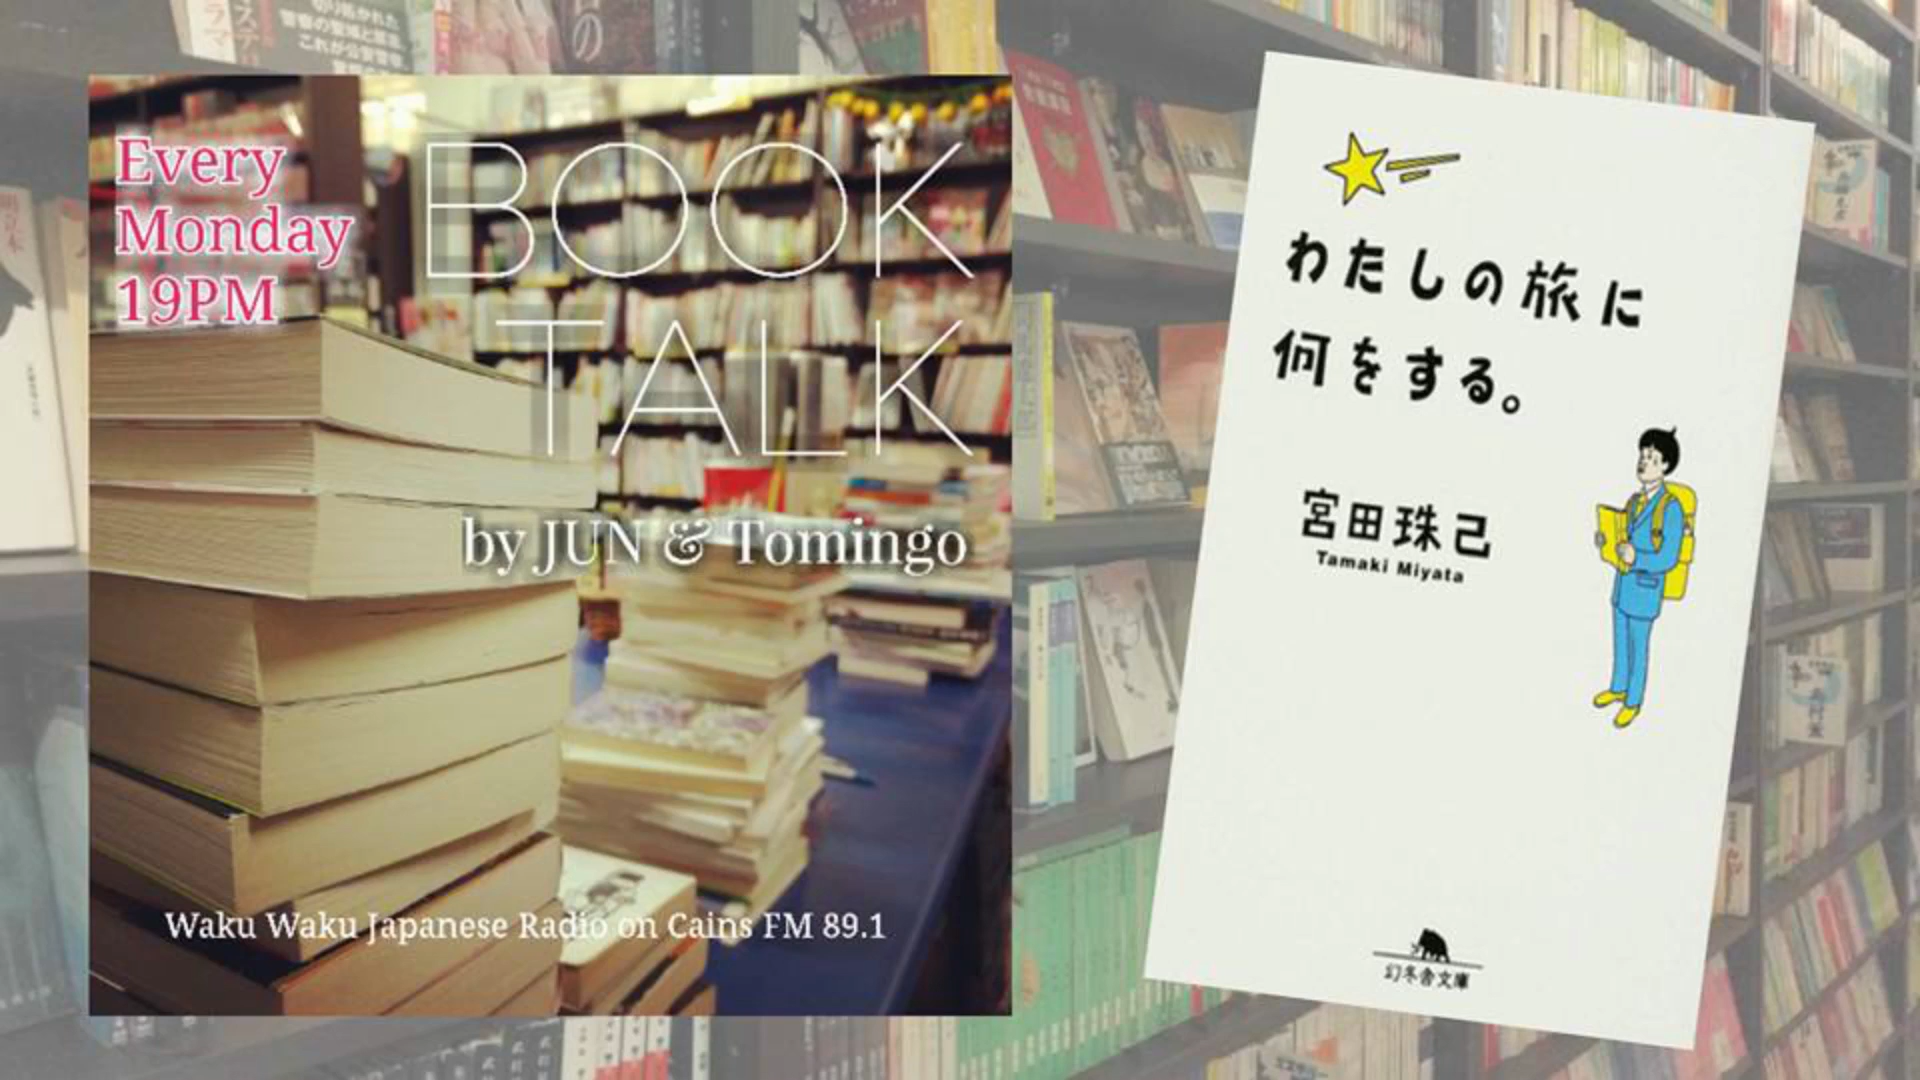 Every
Monday
19PM
BOOK
TALK
by JUN & Tomingo
Waku Waku Japanese Radio on Cains FM 89.1
わたしの旅に
何をする。
宮田珠己
Tamaki Miyata
幻冬舎文庫